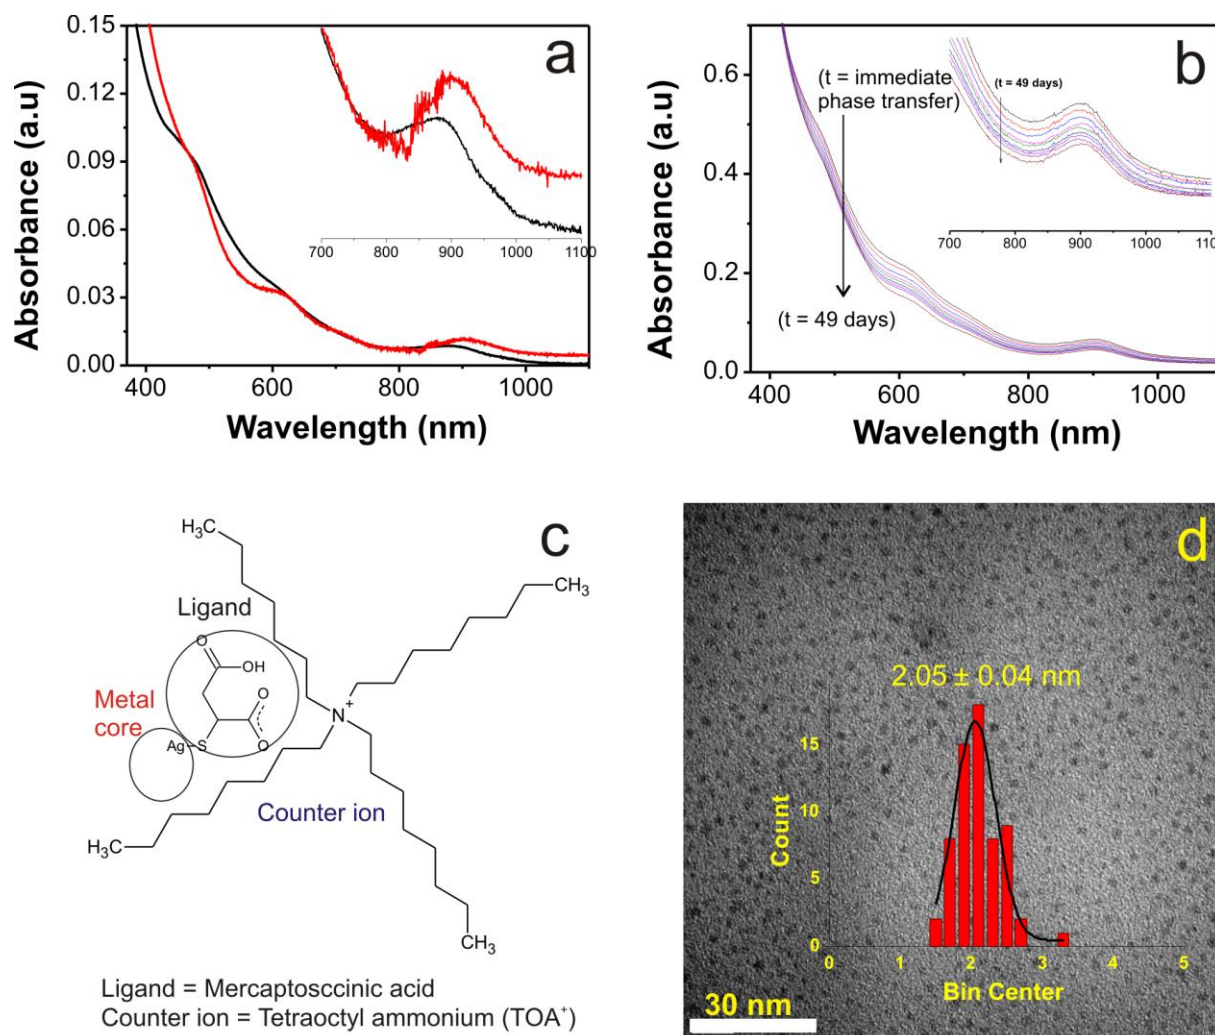 a
0.15
0.12
0.09
0.06
0.03
0.00
Absorbance (a.u)
400 600 800 1000
Wavelength (nm)
700 800 900 1000 1100
b
0.6
0.4
0.2
0.0
Absorbance (a.u)
400 600 800 1000
Wavelength (nm)
(t = immediate
phase transfer)
(t = 49 days)
(t = 49 days)
700 800 900 1000
c
H₃C
CH₃
Ligand
O
OH
O
O
Metal
core
Ag-S
N⁺
Counter ion
H₃C
CH₃
Ligand = Mercaptosccinic acid
Counter ion = Tetraoctyl ammonium (TOA⁺)
d
2.05 ± 0.04 nm
15
10
5
0
Count
0 1 2 3 4 5
Bin Center
30 nm